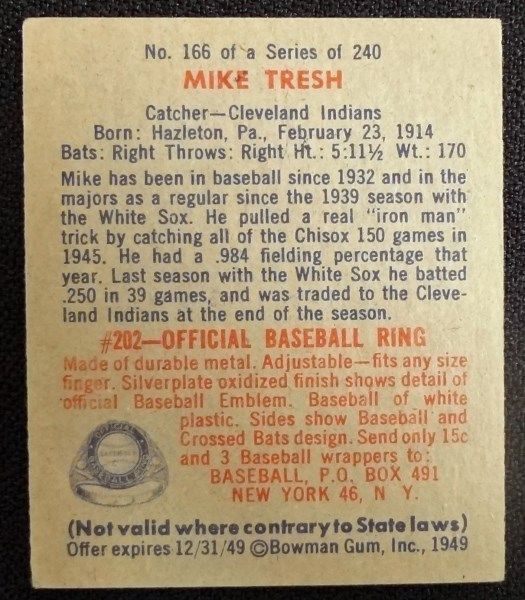 No. 166 of a Series of 240
MIKE TRESH
Catcher—Cleveland Indians
Born: Hazleton, Pa., February 23, 1914
Bats: Right Throws: Right Ht.: 5:11½ Wt.: 170
Mike has been in baseball since 1932 and in the
majors as a regular since the 1939 season with
the White Sox. He pulled a real "iron man"
trick by catching all of the Chisox 150 games in
1945. He had a .984 fielding percentage that
year. Last season with the White Sox he batted
.250 in 39 games, and was traded to the Cleve-
land Indians at the end of the season.
#202—OFFICIAL BASEBALL RING
Made of durable metal. Adjustable—fits any size
finger. Silverplate oxidized finish shows detail of
official Baseball Emblem. Baseball of white
plastic. Sides show Baseball and
Crossed Bats design. Send only 15c
and 3 Baseball wrappers to:
BASEBALL, P.O. BOX 491
NEW YORK 46, N. Y.
OFFICIAL
BASEBALL RING
(Not valid where contrary to State laws)
Offer expires 12/31/49 ©Bowman Gum, Inc., 1949